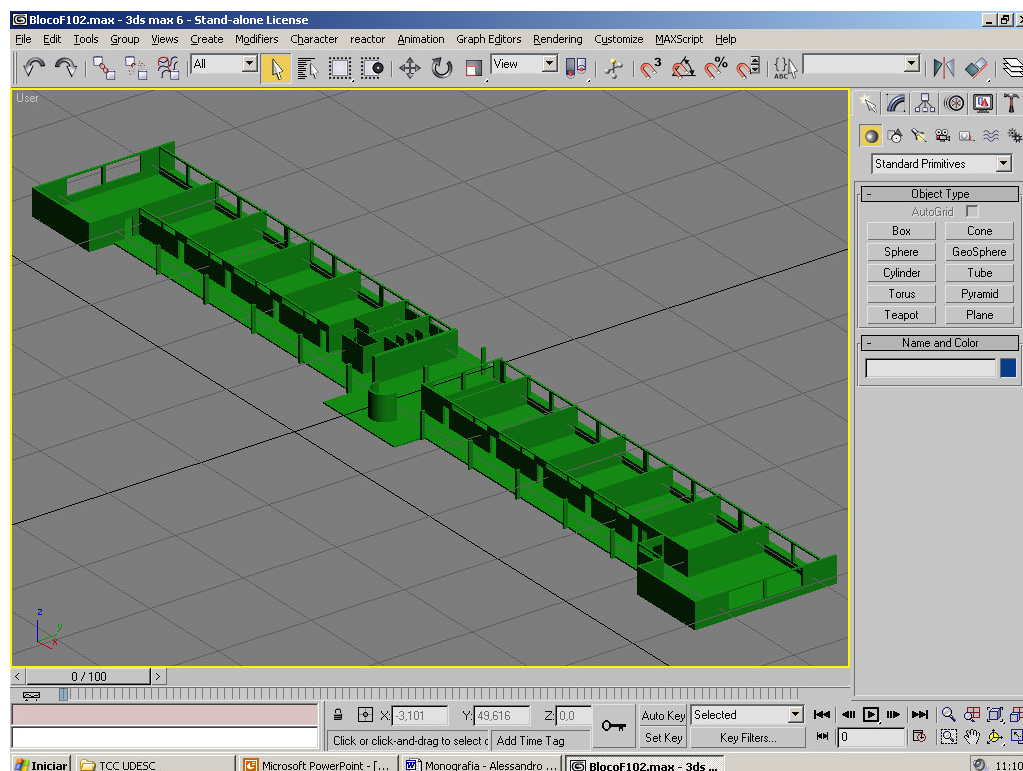 BlocoF102.max - 3ds max 6 - Stand-alone License
File Edit Tools Group Views Create Modifiers Character reactor Animation Graph Editors Rendering Customize MAXScript Help
All
View
3
%
ABC
User
Standard Primitives
- Object Type
AutoGrid
Box Cone
Sphere GeoSphere
Cylinder Tube
Torus Pyramid
Teapot Plane
- Name and Color
z
y
x
< 0 / 100 >
X: -3,101 Y: 49,616 Z: 0,0
Auto Key Selected
Click or click-and-drag to select o Add Time Tag
Set Key Key Filters...
0
Iniciar TCC UDESC Microsoft PowerPoint - [... Monografia - Alessandro ... BlocoF102.max - 3ds ... 11:10